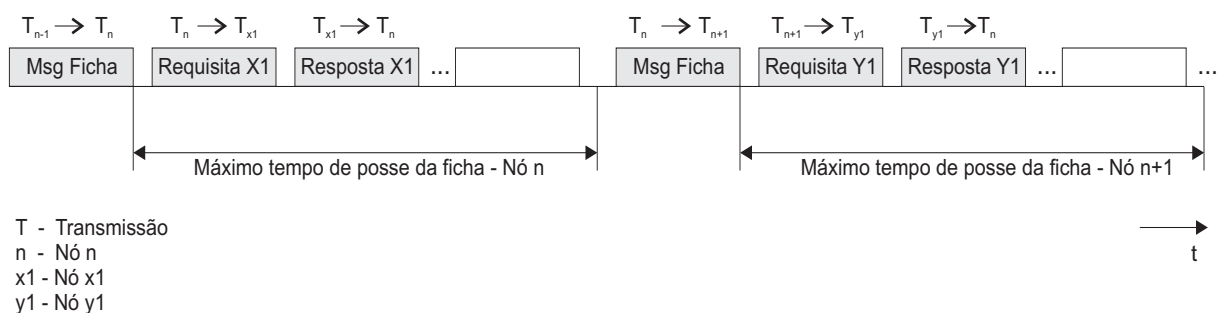 Tn-1 → Tn Tn → Tx1 Tx1 → Tn Tn → Tn+1 Tn+1 → Ty1 Ty1 → Tn
Msg Ficha Requisita X1 Resposta X1 ... Msg Ficha Requisita Y1 Resposta Y1 ... ...
Máximo tempo de posse da ficha - Nó n Máximo tempo de posse da ficha - Nó n+1
T - Transmissão
n - Nó n
x1 - Nó x1
y1 - Nó y1
t